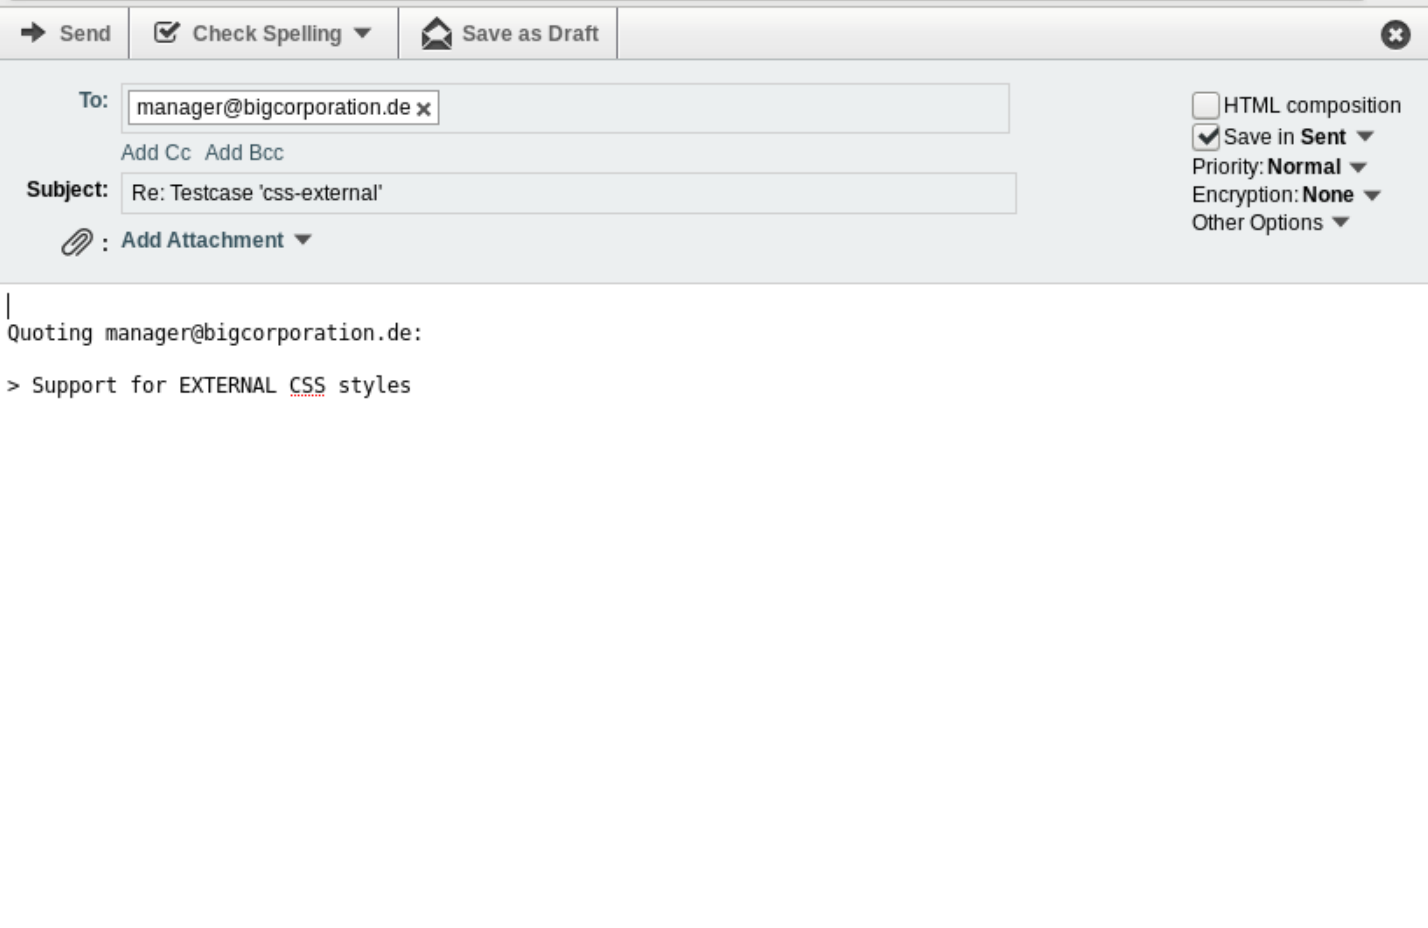 Send Check Spelling Save as Draft
To: manager@bigcorporation.de
HTML composition
Save in Sent
Add Cc Add Bcc
Priority: Normal
Subject: Re: Testcase 'css-external'
Encryption: None
Other Options
: Add Attachment
Quoting manager@bigcorporation.de:
> Support for EXTERNAL CSS styles